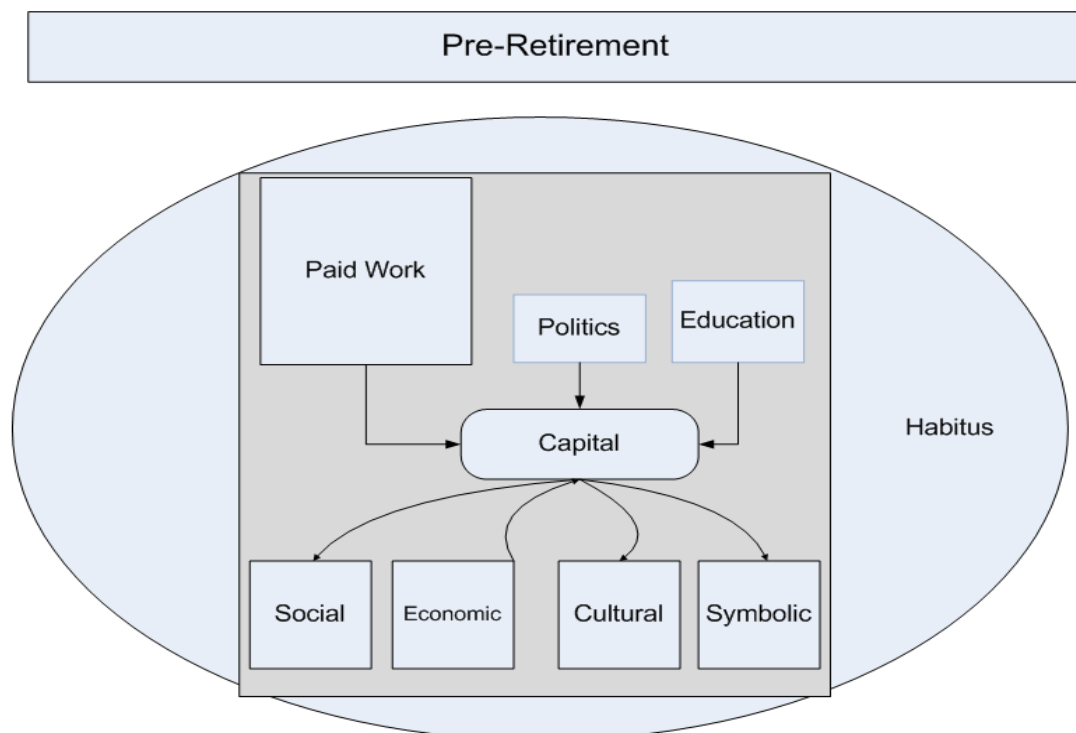 Pre-Retirement
Paid Work
Politics
Education
Capital
Habitus
Social
Economic
Cultural
Symbolic